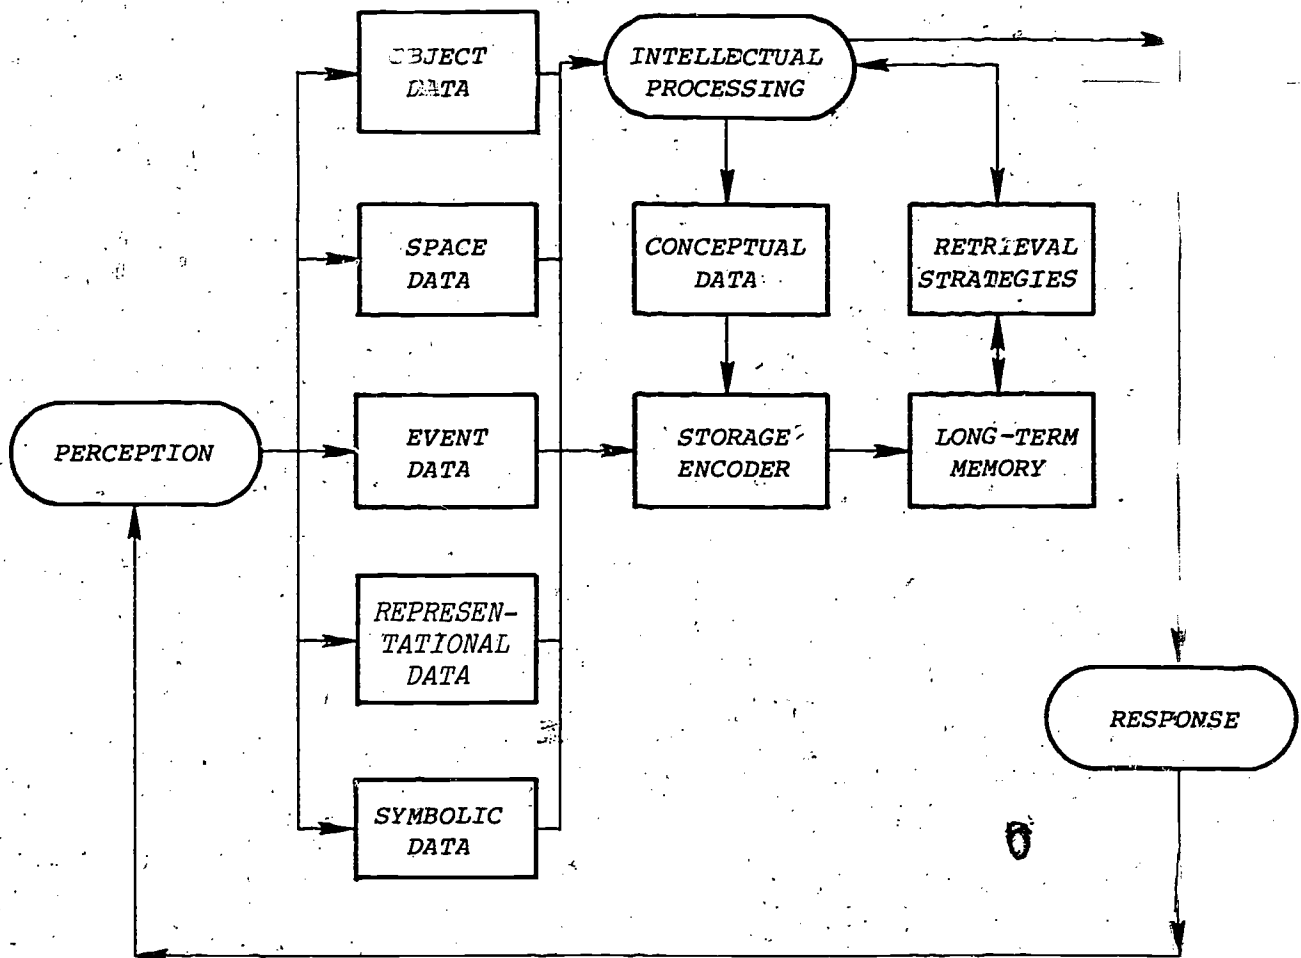 OBJECT
DATA
INTELLECTUAL
PROCESSING
SPACE
DATA
CONCEPTUAL
DATA
RETRIEVAL
STRATEGIES
PERCEPTION
EVENT
DATA
STORAGE
ENCODER
LONG-TERM
MEMORY
REPRESEN-
TATIONAL
DATA
RESPONSE
SYMBOLIC
DATA